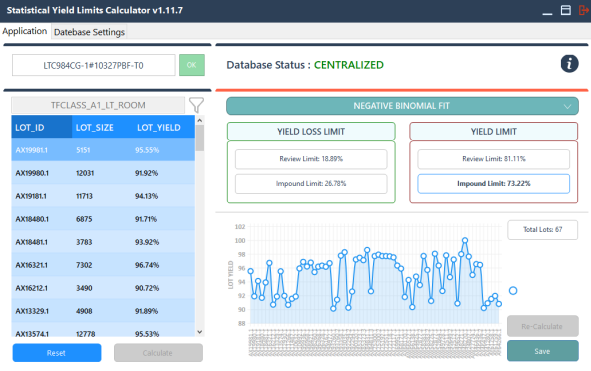 Statistical Yield Limits Calculator v1.11.7
Application Detabase Settings
LTC984CG-1#10327PBF-T0 OK
Database Status : CENTRALIZED
TFCLASS_A1_LT_ROOM
NEGATIVE BINOMIAL FIT
LOT_ID LOT_SIZE LOT_YIELD
AX19981.1 5151 95.55%
AX19980.1 12031 91.92%
AX19181.1 11713 94.13%
AX18480.1 6875 91.71%
AX18481.1 3783 93.92%
AX16321.1 7302 96.74%
AX16212.1 3490 90.72%
AX13329.1 4908 91.89%
AX13574.1 12778 95.53%
YIELD LOSS LIMIT
Review Limit: 18.89%
Impound Limit: 26.78%
YIELD LIMIT
Review Limit: 81.11%
Impound Limit: 73.22%
LOT YIELD
102
100
98
96
94
92
90
88
Total Lots: 67
Re-Calculate
Save
Reset
Calculate